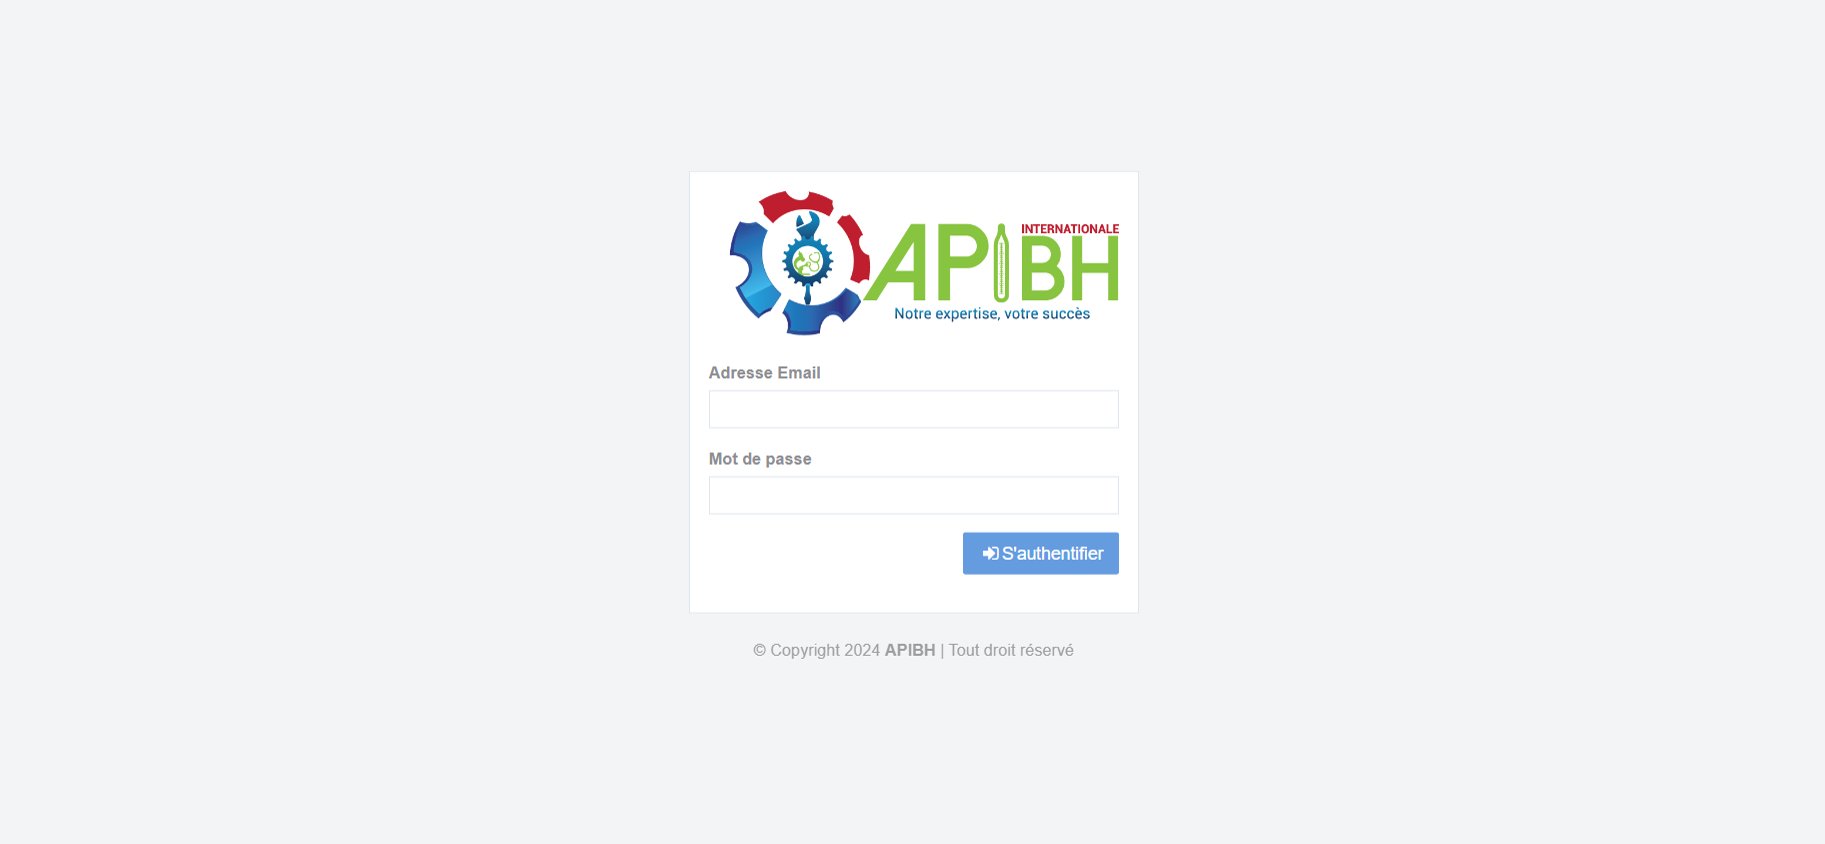 INTERNATIONALE
APIBH
Notre expertise, votre succès
Adresse Email
Mot de passe
S'authentifier
© Copyright 2024 APIBH | Tout droit réservé